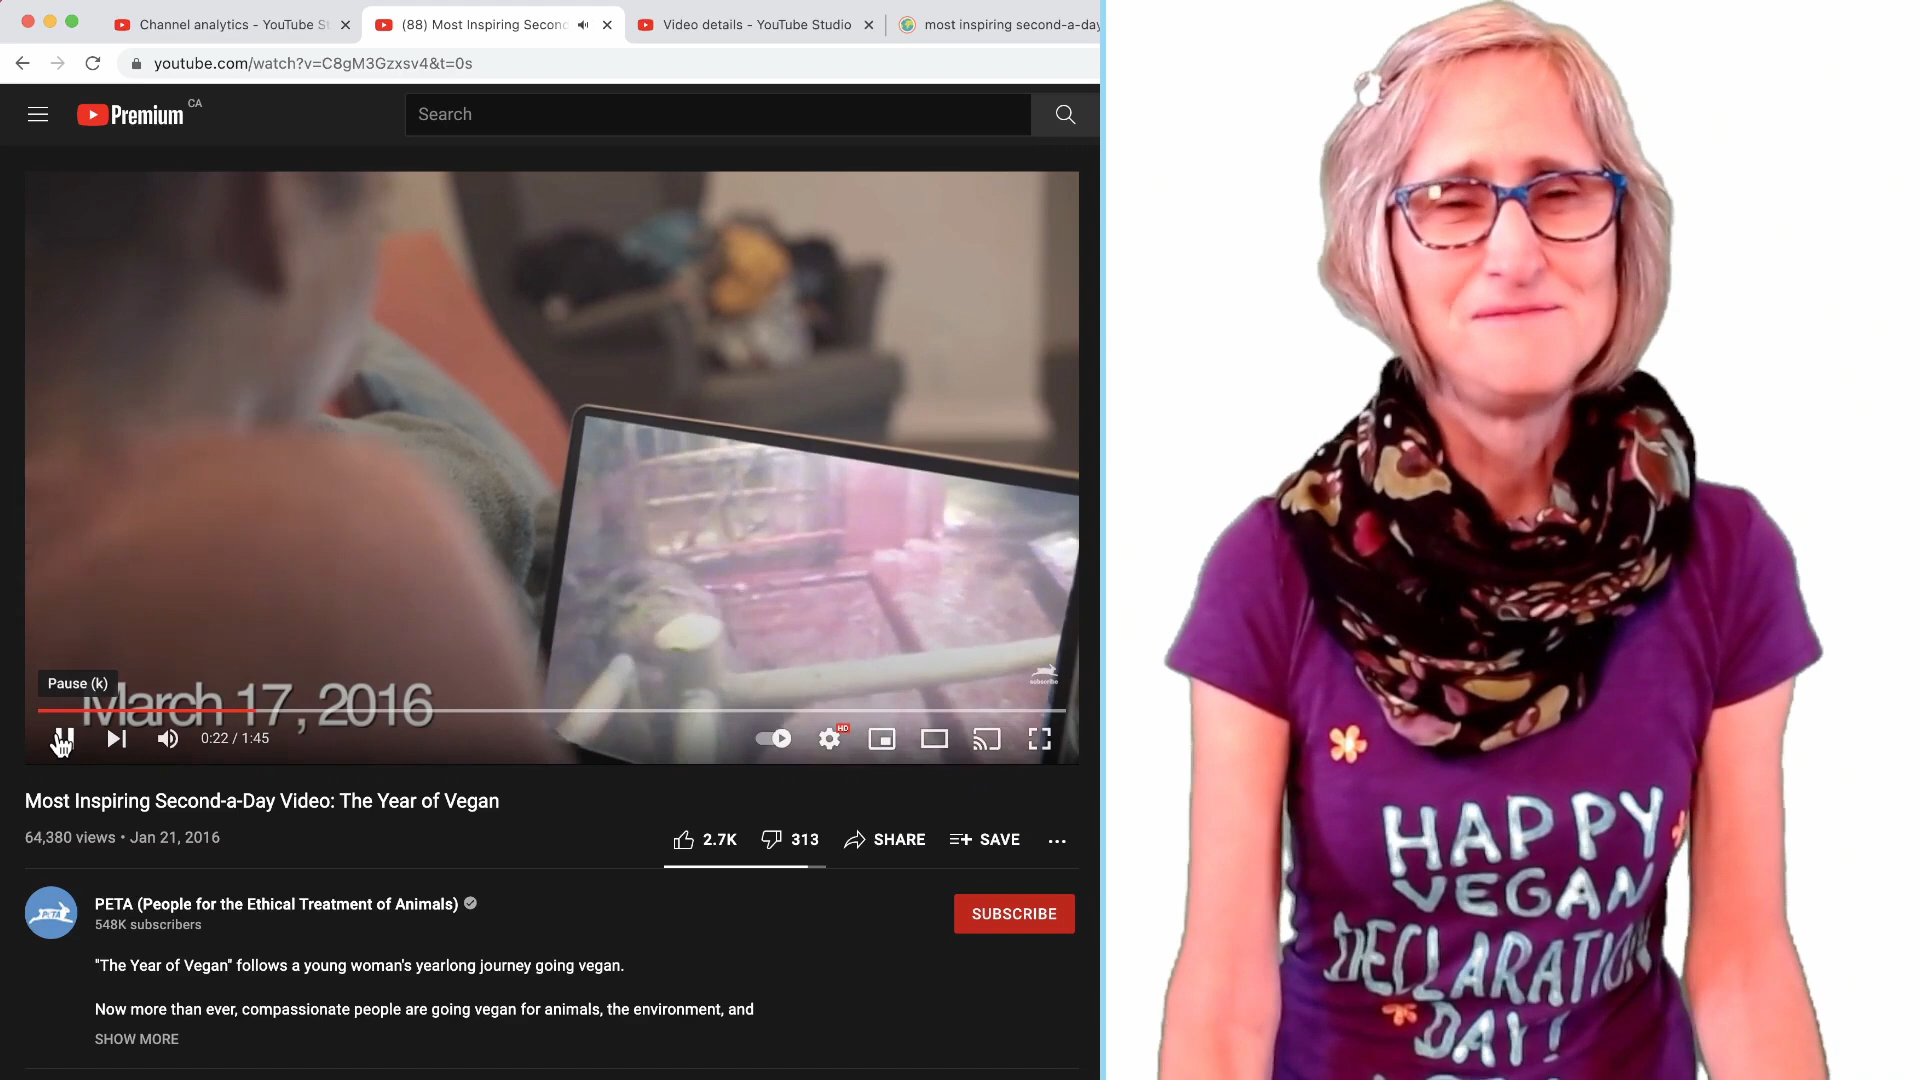 Channel analytics - YouTube St
(88) Most Inspiring Secon
Video details - YouTube Studio
most inspiring second-a-day
youtube.com/watch?v=C8gM3Gzxsv4&t=0s
Premium
CA
Search
Pause (k)
March 17, 2016
subscribe
0:22 / 1:45
HD
Most Inspiring Second-a-Day Video: The Year of Vegan
64,380 views • Jan 21, 2016
2.7K
313
SHARE
SAVE
PETA
PETA (People for the Ethical Treatment of Animals)
548K subscribers
SUBSCRIBE
"The Year of Vegan" follows a young woman's yearlong journey going vegan.
Now more than ever, compassionate people are going vegan for animals, the environment, and
SHOW MORE
HAPPY
VEGAN
DECLARATION
DAY!